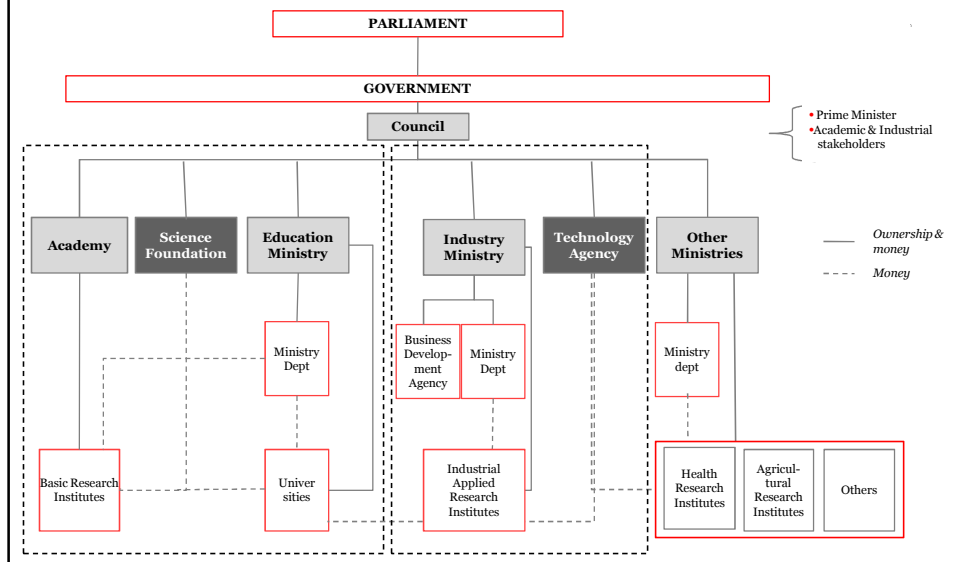 PARLIAMENT
GOVERNMENT
Council
• Prime Minister
• Academic & Industrial
stakeholders
Academy
Science
Foundation
Education
Ministry
Industry
Ministry
Technology
Agency
Other
Ministries
Ownership &
money
Money
Ministry
Dept
Business
Develop-
ment
Agency
Ministry
Dept
Ministry
dept
Basic Research
Institutes
Univer
sities
Industrial
Applied
Research
Institutes
Health
Research
Institutes
Agricul-
tural
Research
Institutes
Others